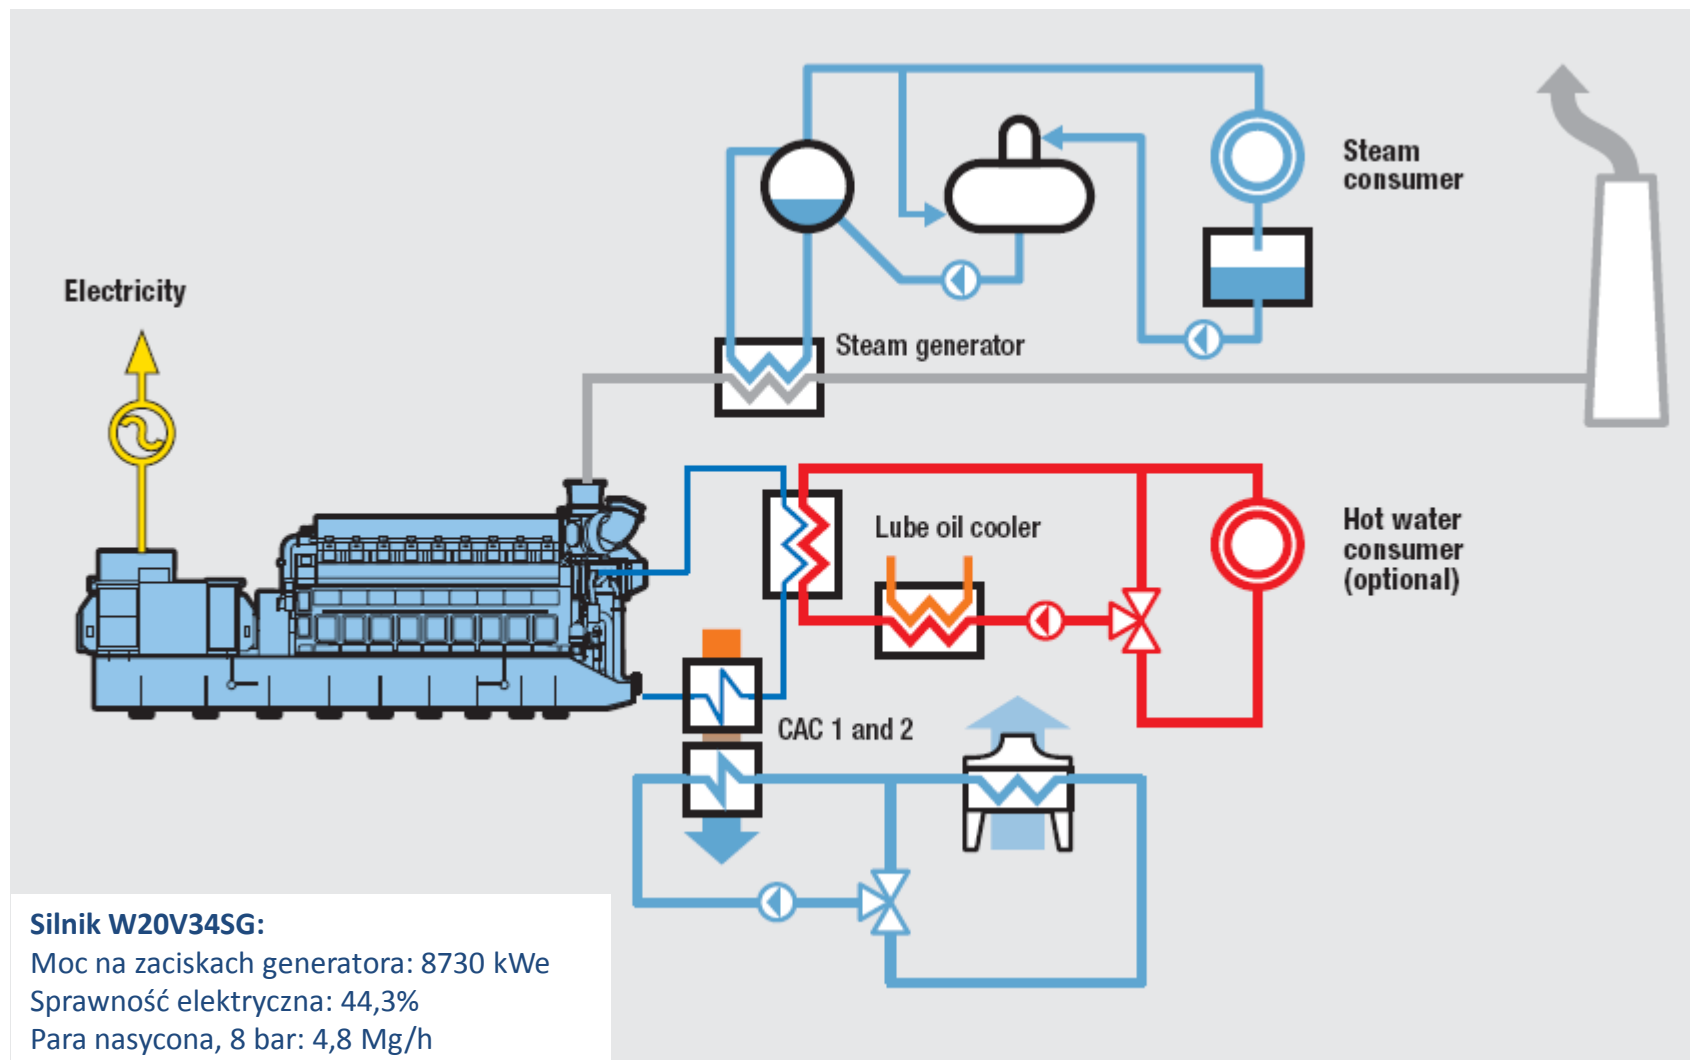 Steam
consumer
Electricity
Steam generator
Lube oil cooler
Hot water
consumer
(optional)
CAC 1 and 2
Silnik W20V34SG:
Moc na zaciskach generatora: 8730 kWe
Sprawność elektryczna: 44,3%
Para nasycona, 8 bar: 4,8 Mg/h